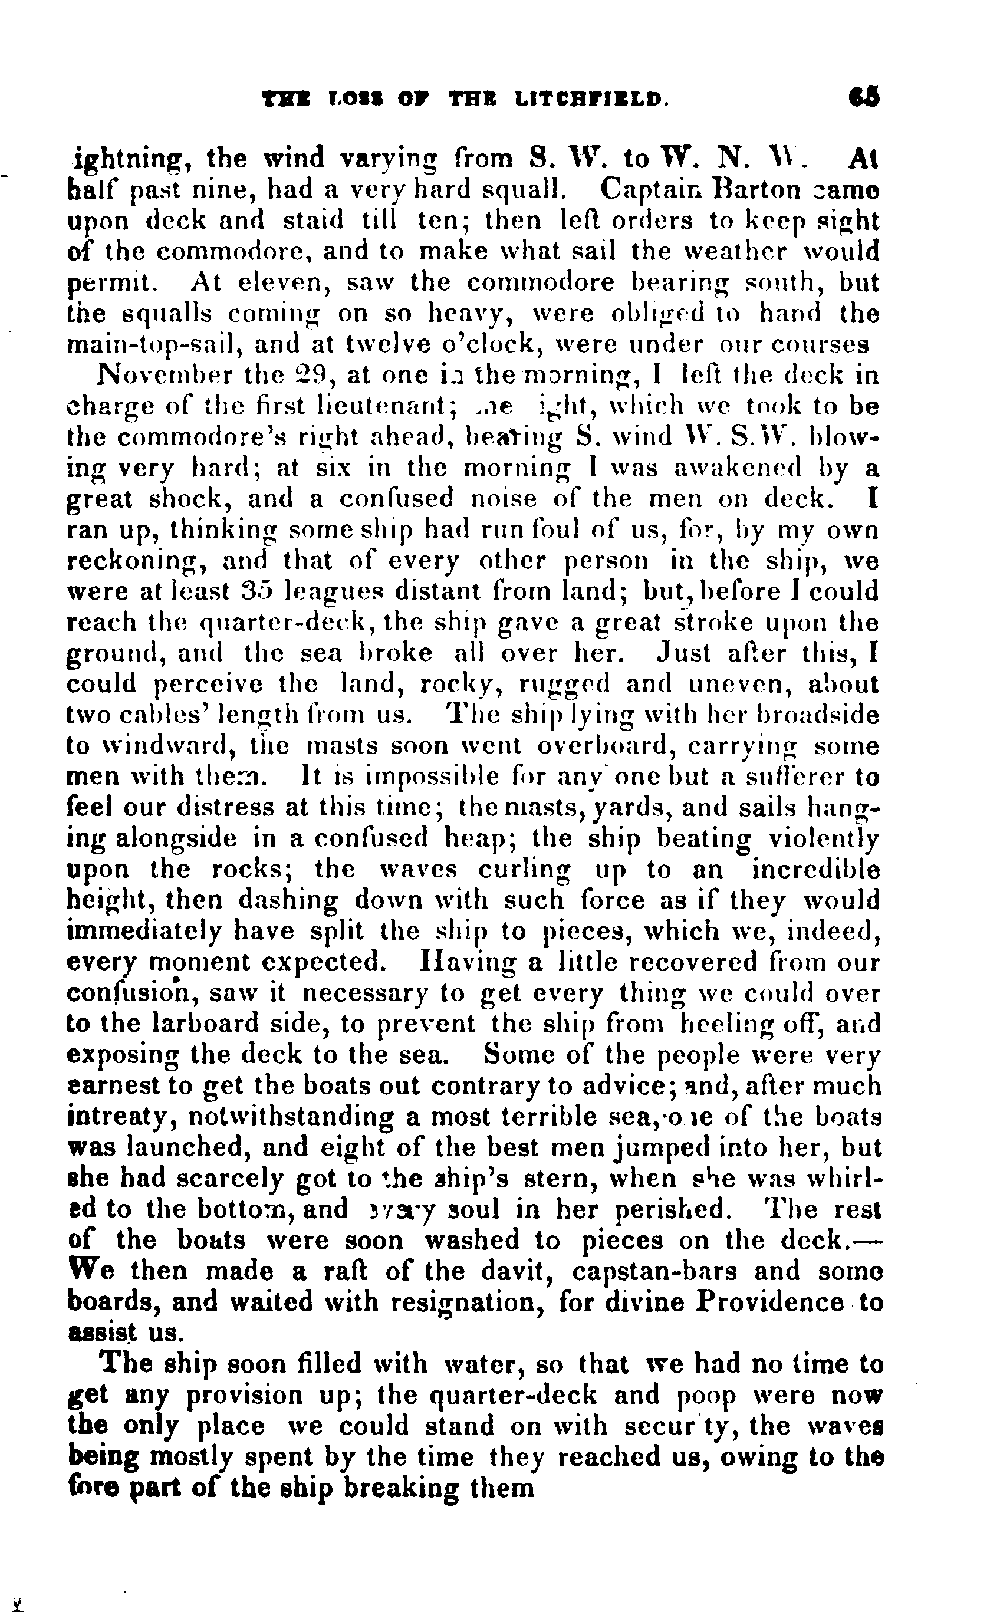 THE LOSS OF THE LITCHFIELD. 65
ightning, the wind varying from S. W. to W. N. W. At
half past nine, had a very hard squall. Captain Barton came
upon deck and staid till ten; then left orders to keep sight
of the commodore, and to make what sail the weather would
permit. At eleven, saw the commodore bearing south, but
the squalls coming on so heavy, were obliged to hand the
main-top-sail, and at twelve o'clock, were under our courses
November the 29, at one in the morning, I left the deck in
charge of the first lieutenant; ight, which we took to be
the commodore's right ahead, bearing S. wind W. S.W. blow-
ing very hard; at six in the morning I was awakened by a
great shock, and a confused noise of the men on deck. I
ran up, thinking some ship had run foul of us, for, by my own
reckoning, and that of every other person in the ship, we
were at least 35 leagues distant from land; but, before I could
reach the quarter-deck, the ship gave a great stroke upon the
ground, and the sea broke all over her. Just after this, I
could perceive the land, rocky, rugged and uneven, about
two cables' length from us. The ship lying with her broadside
to windward, the masts soon went overboard, carrying some
men with them. It is impossible for any one but a sufferer to
feel our distress at this time; the masts, yards, and sails hang-
ing alongside in a confused heap; the ship beating violently
upon the rocks; the waves curling up to an incredible
height, then dashing down with such force as if they would
immediately have split the ship to pieces, which we, indeed,
every moment expected. Having a little recovered from our
confusion, saw it necessary to get every thing we could over
to the larboard side, to prevent the ship from heeling off, and
exposing the deck to the sea. Some of the people were very
earnest to get the boats out contrary to advice; and, after much
intreaty, notwithstanding a most terrible sea, one of the boats
was launched, and eight of the best men jumped into her, but
she had scarcely got to the ship's stern, when she was whirl-
ed to the bottom, and every soul in her perished. The rest
of the boats were soon washed to pieces on the deck.—
We then made a raft of the davit, capstan-bars and some
boards, and waited with resignation, for divine Providence to
assist us.
The ship soon filled with water, so that we had no time to
get any provision up; the quarter-deck and poop were now
the only place we could stand on with secur ty, the waves
being mostly spent by the time they reached us, owing to the
fore part of the ship breaking them